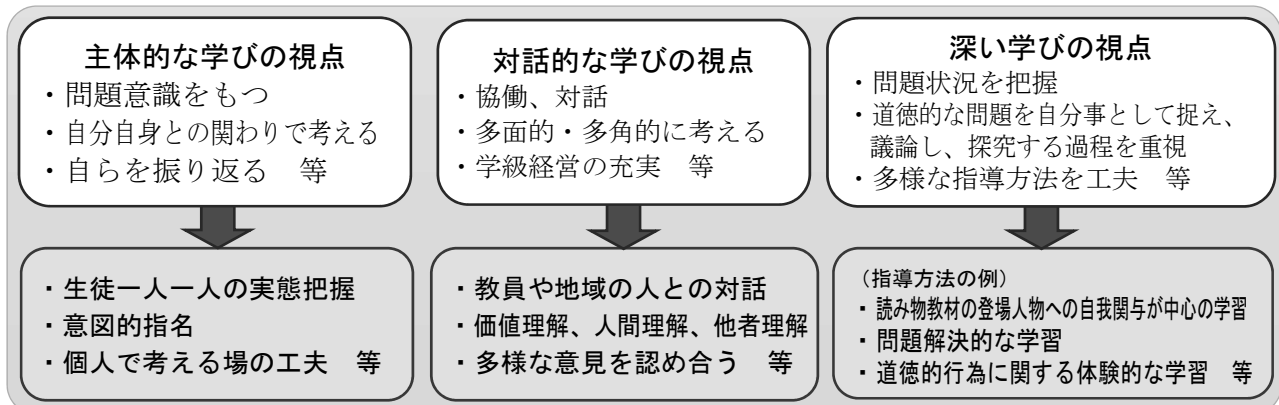 主体的な学びの視点
・問題意識をもつ
・自分自身との関わりで考える
・自らを振り返る　等
生徒一人一人の実態把握
・意図的指名
・個人で考える場の工夫　等
対話的な学びの視点
・協働、対話
・多面的・多角的に考える
・学級経営の充実　等
・教員や地域の人との対話
・価値理解、人間理解、他者理解
・多様な意見を認め合う　等
深い学びの視点
・問題状況を把握
・道徳的な問題を自分事として捉え、
議論し、探究する過程を重視
・多様な指導方法を工夫　等
（指導方法の例）
・読み物教材の登場人物への自我関与が中心の学習
・問題解決的な学習
・道徳的行為に関する体験的な学習　等